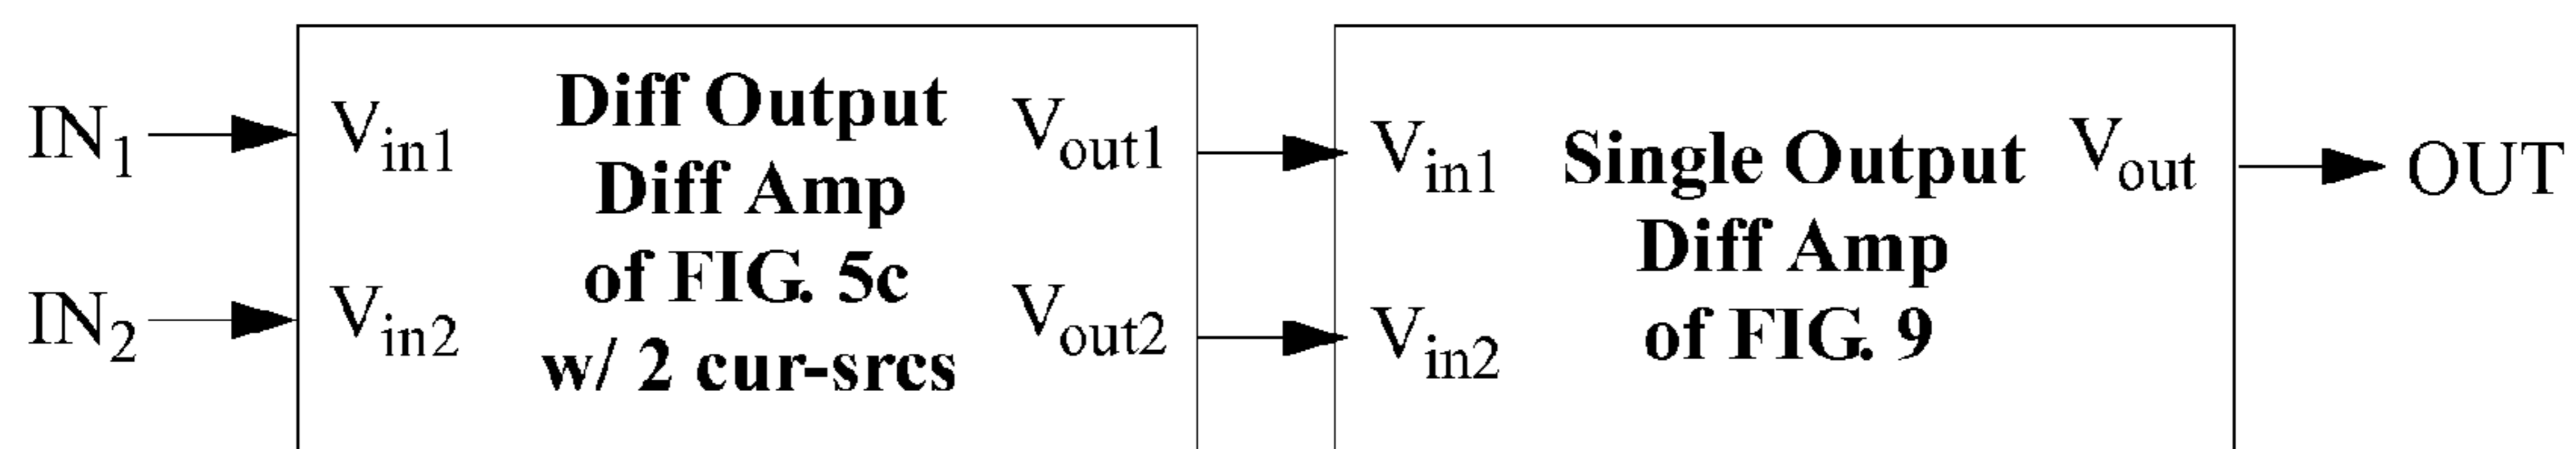 IN1
IN2
Vin1
Vin2
Diff Output
Diff Amp
of FIG. 5c
w/ 2 cur-srcs
Vout1
Vout2
Vin1
Vin2
Single Output
Diff Amp
of FIG. 9
Vout
OUT